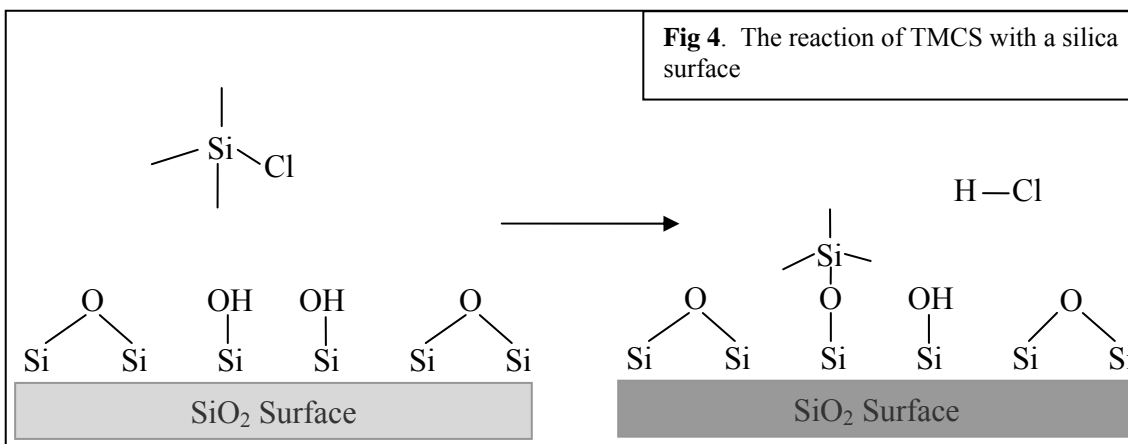 Fig 4. The reaction of TMCS with a silica
surface
Si
Cl
H Cl
Si
O OH OH O
O O OH O
Si Si Si Si Si Si
Si Si Si Si Si Si
SiO₂ Surface
SiO₂ Surface